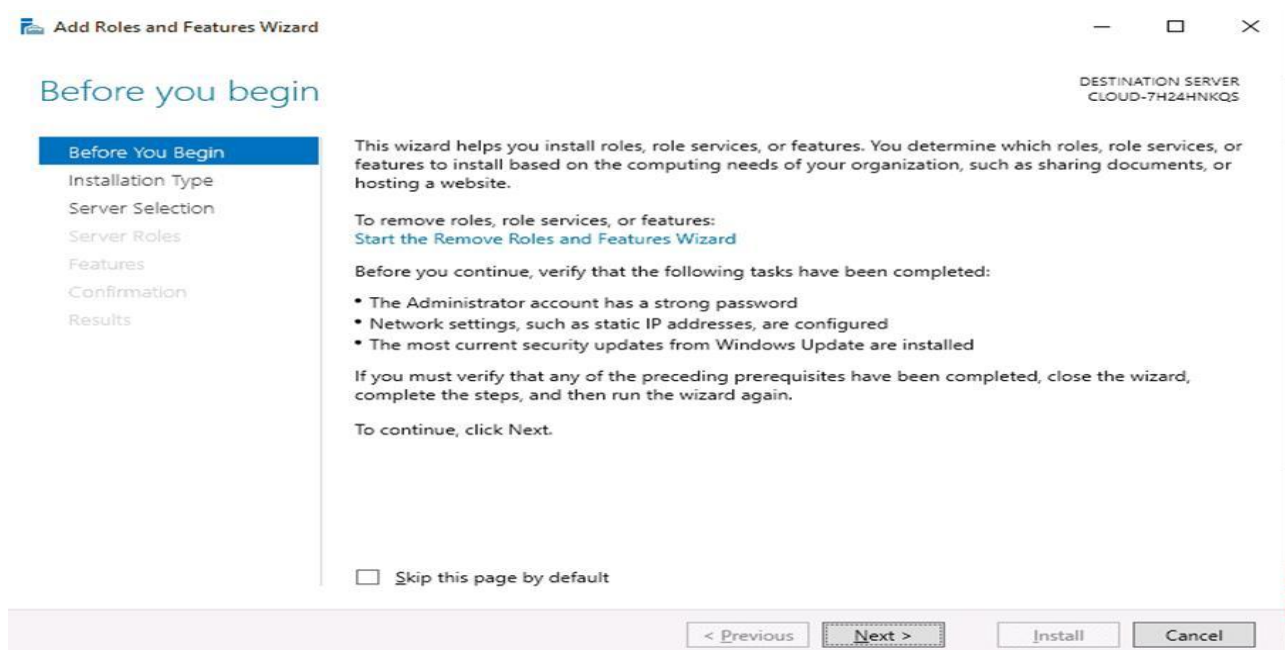 Add Roles and Features Wizard
Before you begin
DESTINATION SERVER
CLOUD-7H24HNKQS
Before You Begin
Installation Type
Server Selection
Server Roles
Features
Confirmation
Results
This wizard helps you install roles, role services, or features. You determine which roles, role services, or
features to install based on the computing needs of your organization, such as sharing documents, or
hosting a website.
To remove roles, role services, or features:
Start the Remove Roles and Features Wizard
Before you continue, verify that the following tasks have been completed:
• The Administrator account has a strong password
• Network settings, such as static IP addresses, are configured
• The most current security updates from Windows Update are installed
If you must verify that any of the preceding prerequisites have been completed, close the wizard,
complete the steps, and then run the wizard again.
To continue, click Next.
Skip this page by default
< Previous
Next >
Install
Cancel